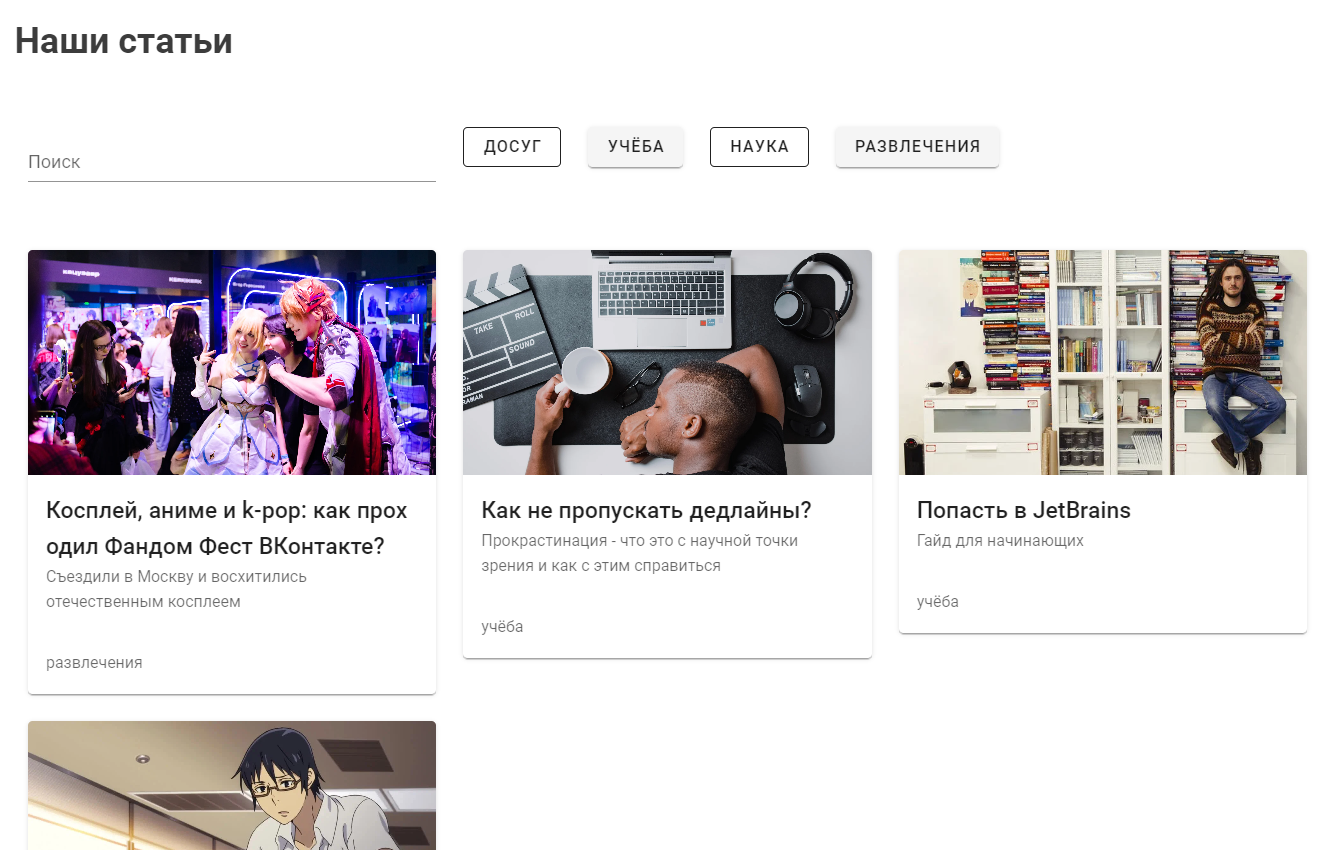 Наши статьи
Поиск
ДОСУГ
УЧЁБА
НАУКА
РАЗВЛЕЧЕНИЯ
TAKE
ROLL
SOUND
Косплей, аниме и k-pop: как прох
одил Фандом Фест ВКонтакте?
Съездили в Москву и восхитились
отечественным косплеем
развлечения
Как не пропускать дедлайны?
Прокрастинация - что это с научной точки
зрения и как с этим справиться
учёба
Попасть в JetBrains
Гайд для начинающих
учёба